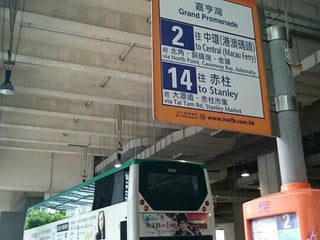 嘉亨灣
Grand Promenade
2 往 中環(港澳碼頭)
to Central (Macau Ferry)
經 北角、銅鑼灣、金鐘
via North Point, Causeway Bay, Admiralty
14 往 赤柱
to Stanley
經 大潭道、赤柱市集
via Tai Tam Rd, Stanley Market
www.nwfb.com.hk
2